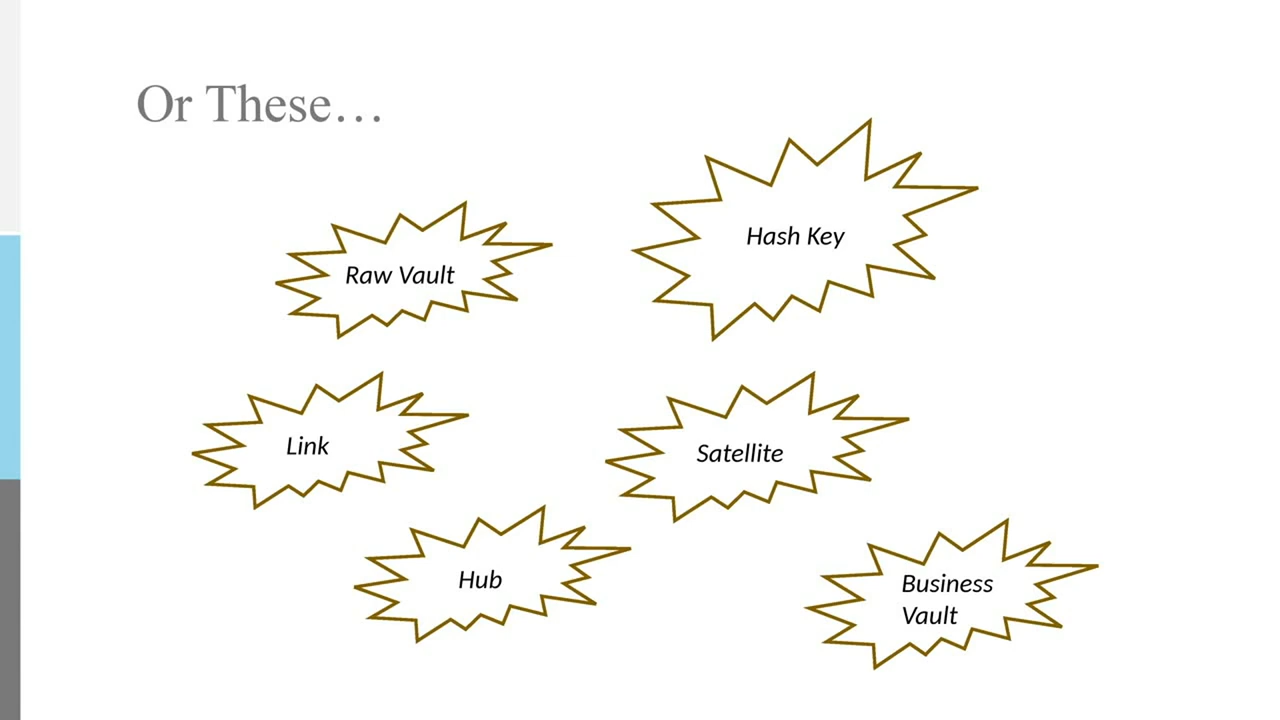 Or These…
Hash Key
Raw Vault
Link
Satellite
Hub
Business
Vault